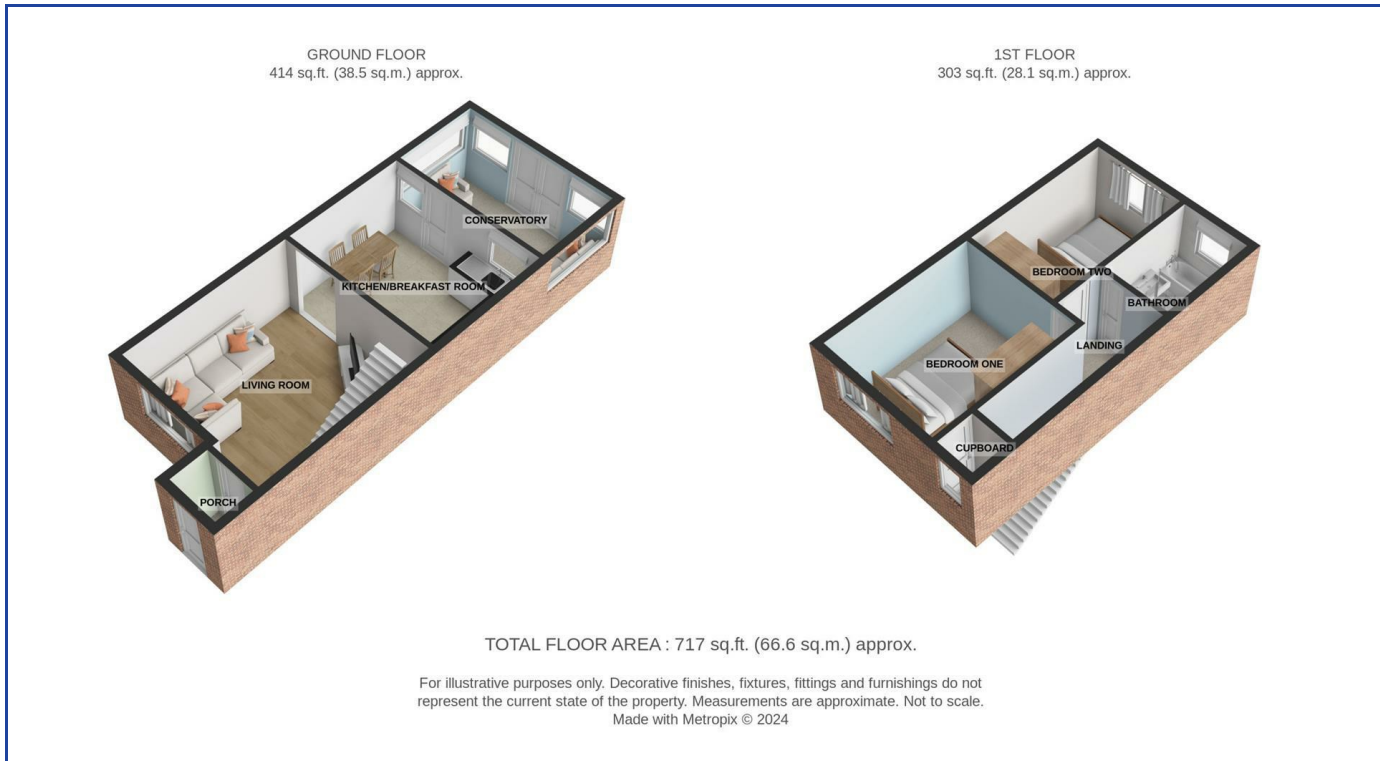 GROUND FLOOR
414 sq.ft. (38.5 sq.m.) approx.
CONSERVATORY
KITCHEN/BREAKFAST ROOM
LIVING ROOM
PORCH
1ST FLOOR
303 sq.ft. (28.1 sq.m.) approx.
BEDROOM TWO
BATHROOM
LANDING
BEDROOM ONE
CUPBOARD
TOTAL FLOOR AREA : 717 sq.ft. (66.6 sq.m.) approx.
For illustrative purposes only. Decorative finishes, fixtures, fittings and furnishings do not
represent the current state of the property. Measurements are approximate. Not to scale.
Made with Metropix © 2024